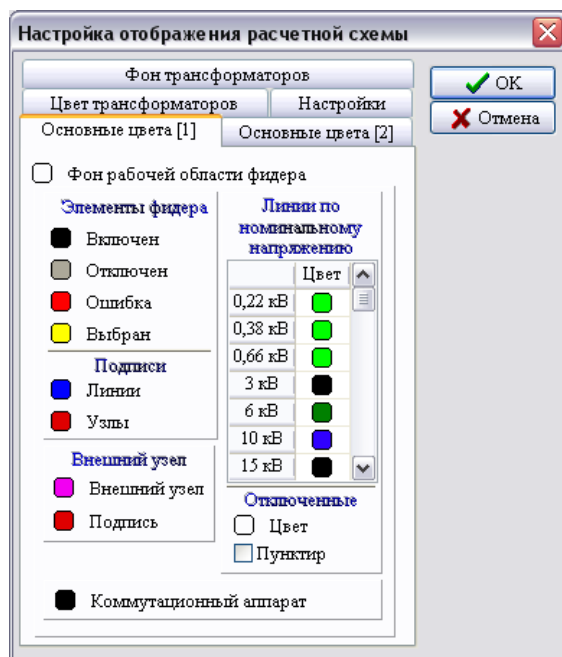 Настройка отображения расчетной схемы
Фон трансформаторов
Цвет трансформаторов
Настройки
Основные цвета [1]
Основные цвета [2]
OK
Отмена
Фон рабочей области фидера
Элементы фидера
Включен
Отключен
Ошибка
Выбран
Подписи
Линии
Узлы
Внешний узел
Внешний узел
Подпись
Линии по
номинальному
напряжению
Цвет
0,22 кВ
0,38 кВ
0,66 кВ
3 кВ
6 кВ
10 кВ
15 кВ
Отключенные
Цвет
Пунктир
Коммутационный аппарат